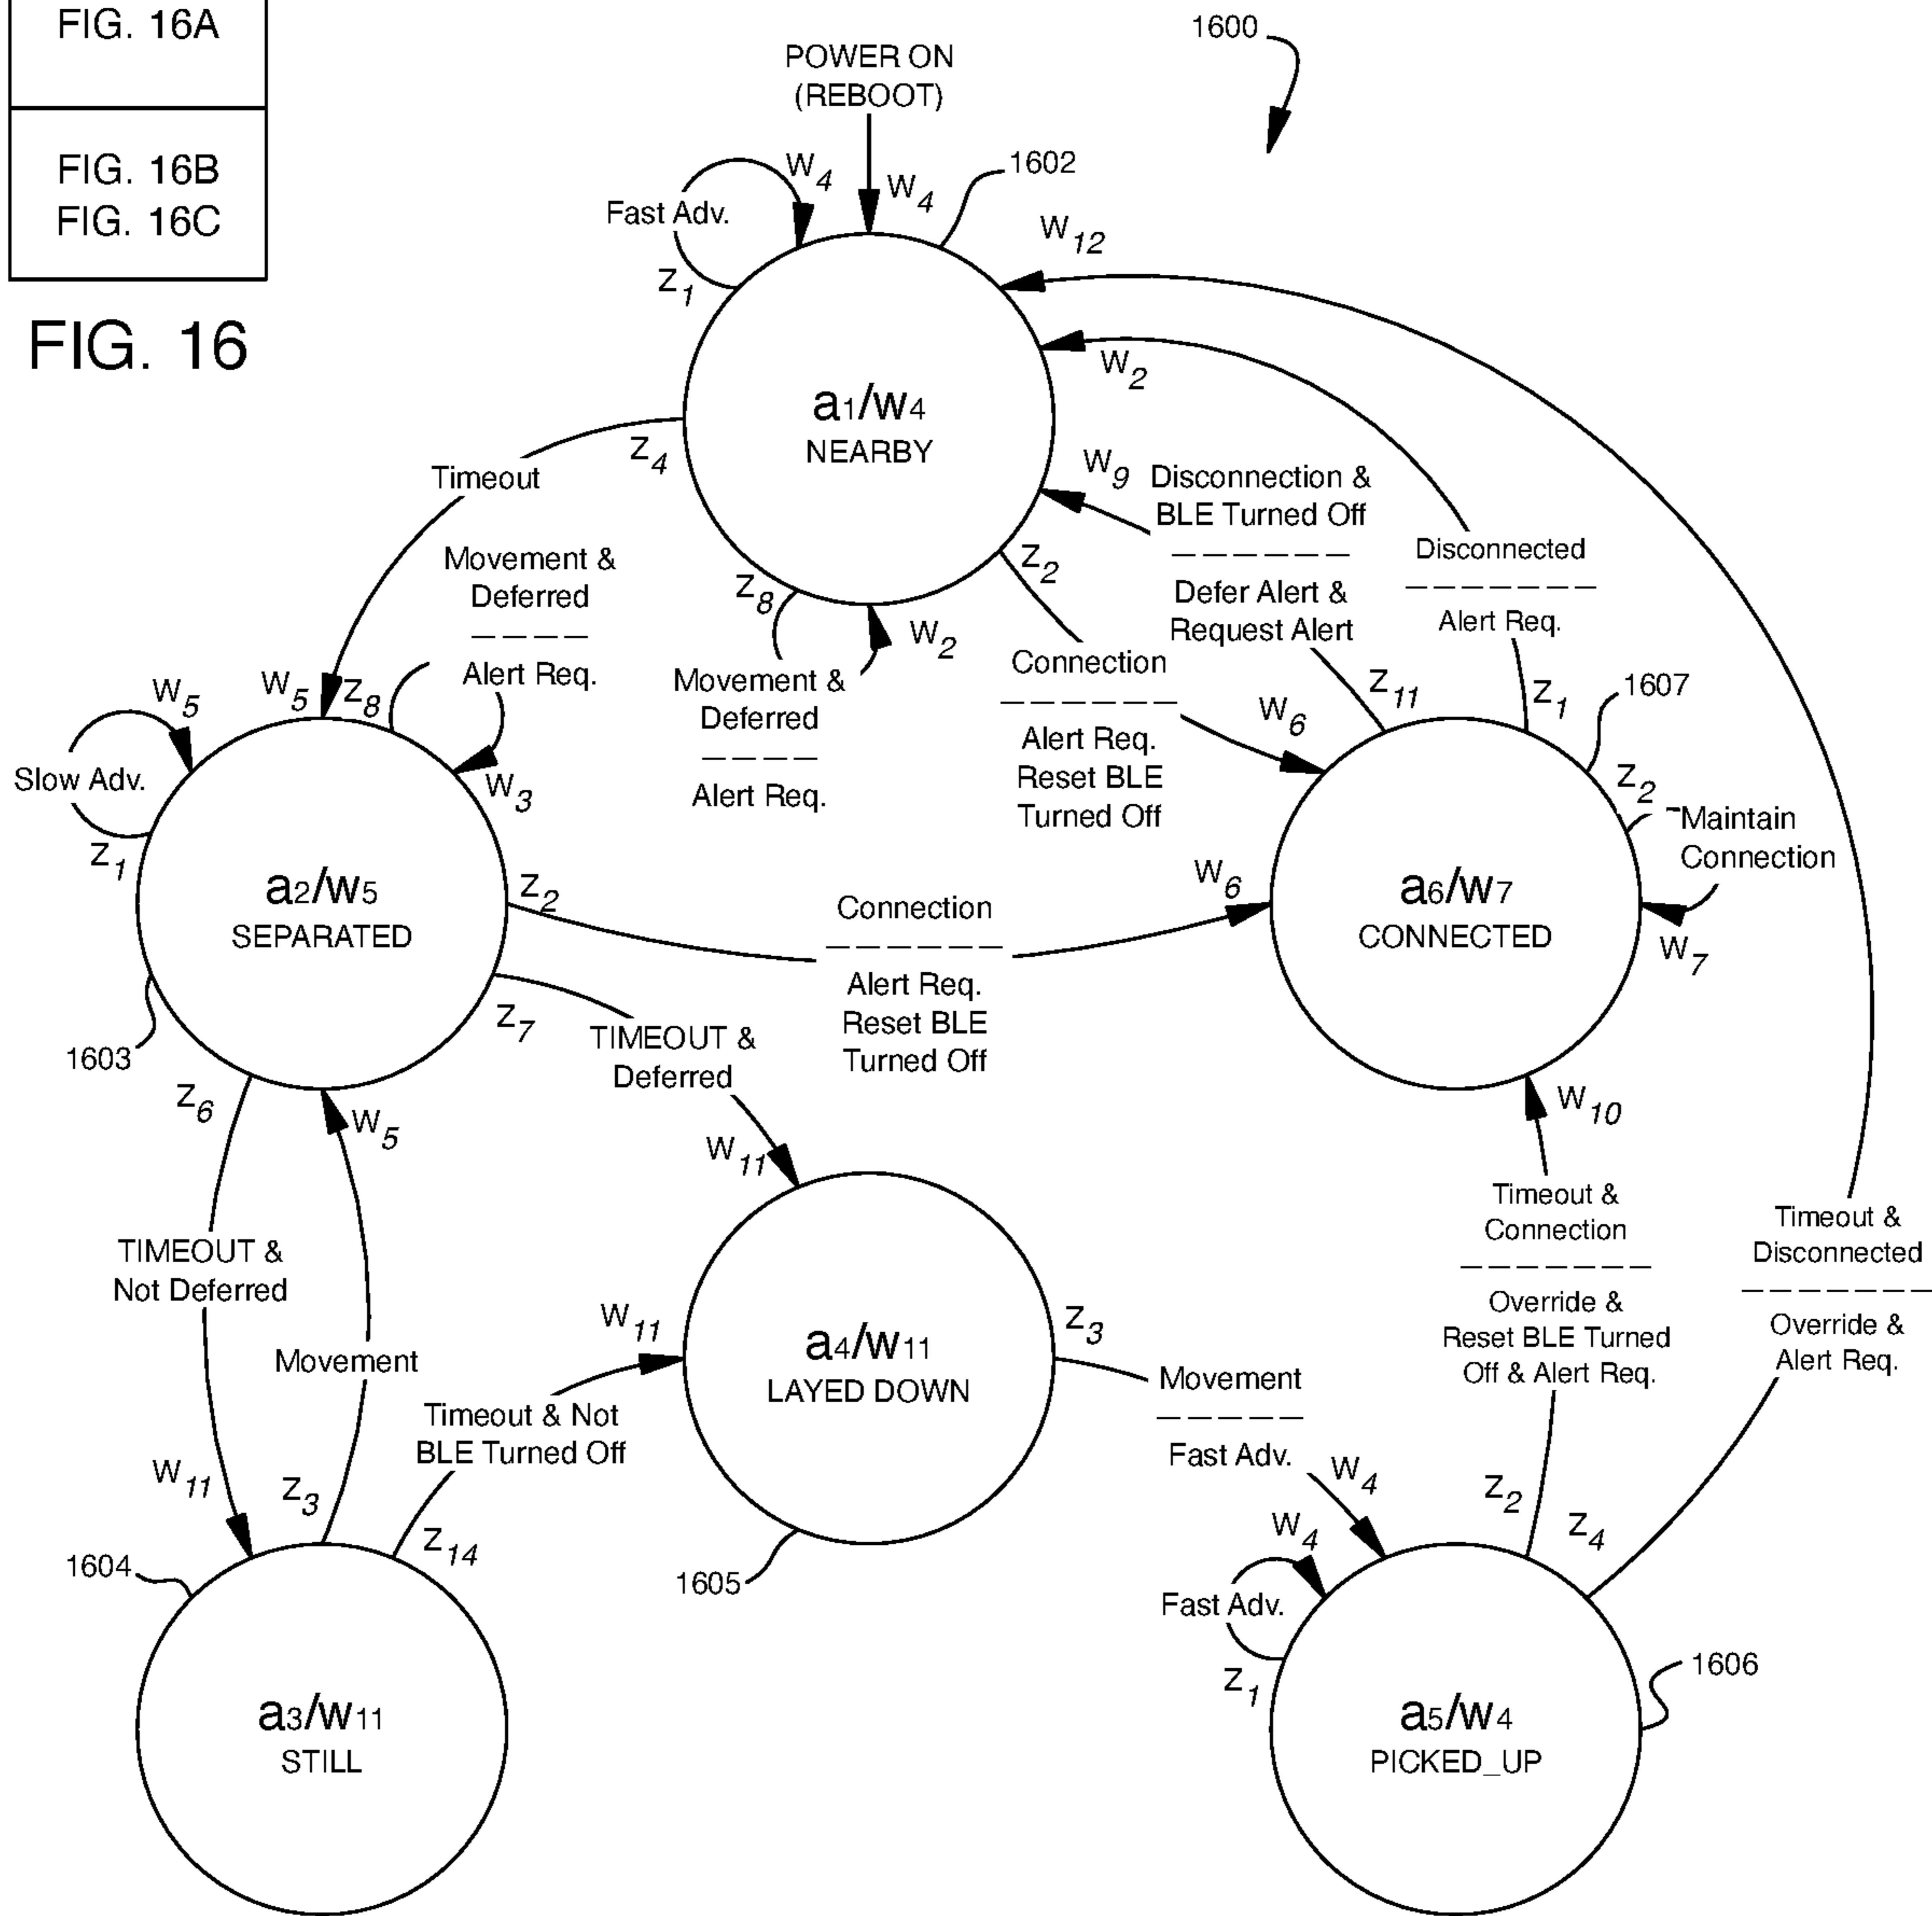 FIG. 16A
FIG. 16B
FIG. 16C
FIG. 16
1600
POWER ON
(REBOOT)
W4
W4
1602
Fast Adv.
Z1
W12
W2
a1/w4
NEARBY
Z4
Timeout
W9
Disconnection &
BLE Turned Off
Defer Alert &
Request Alert
Disconnected
Alert Req.
Z2
Z8
W2
Movement &
Deferred
Alert Req.
Movement &
Deferred
Alert Req.
Connection
Alert Req.
Reset BLE
Turned Off
W6
Z11
Z1
1607
Z2
Maintain
Connection
W7
W5
W5
Z8
W3
Slow Adv.
Z1
a2/w5
SEPARATED
Z2
Connection
Alert Req.
Reset BLE
Turned Off
W6
a6/w7
CONNECTED
1603
Z7
TIMEOUT &
Deferred
W11
Z6
W5
W10
TIMEOUT &
Not Deferred
Movement
Timeout &
Connection
Override &
Reset BLE Turned
Off & Alert Req.
Timeout &
Disconnected
Override &
Alert Req.
W11
a4/w11
LAYED DOWN
Z3
Movement
Fast Adv.
W4
Timeout & Not
BLE Turned Off
W11
Z3
Z14
1604
1605
W4
Z2
Z4
Fast Adv.
Z1
1606
a3/w11
STILL
a5/w4
PICKED_UP